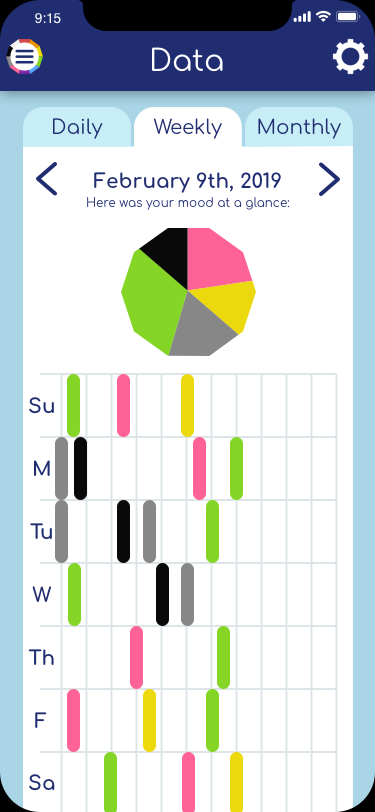 9:15
Data
Daily Weekly Monthly
February 9th, 2019
Here was your mood at a glance:
Su
M
Tu
W
Th
F
Sa